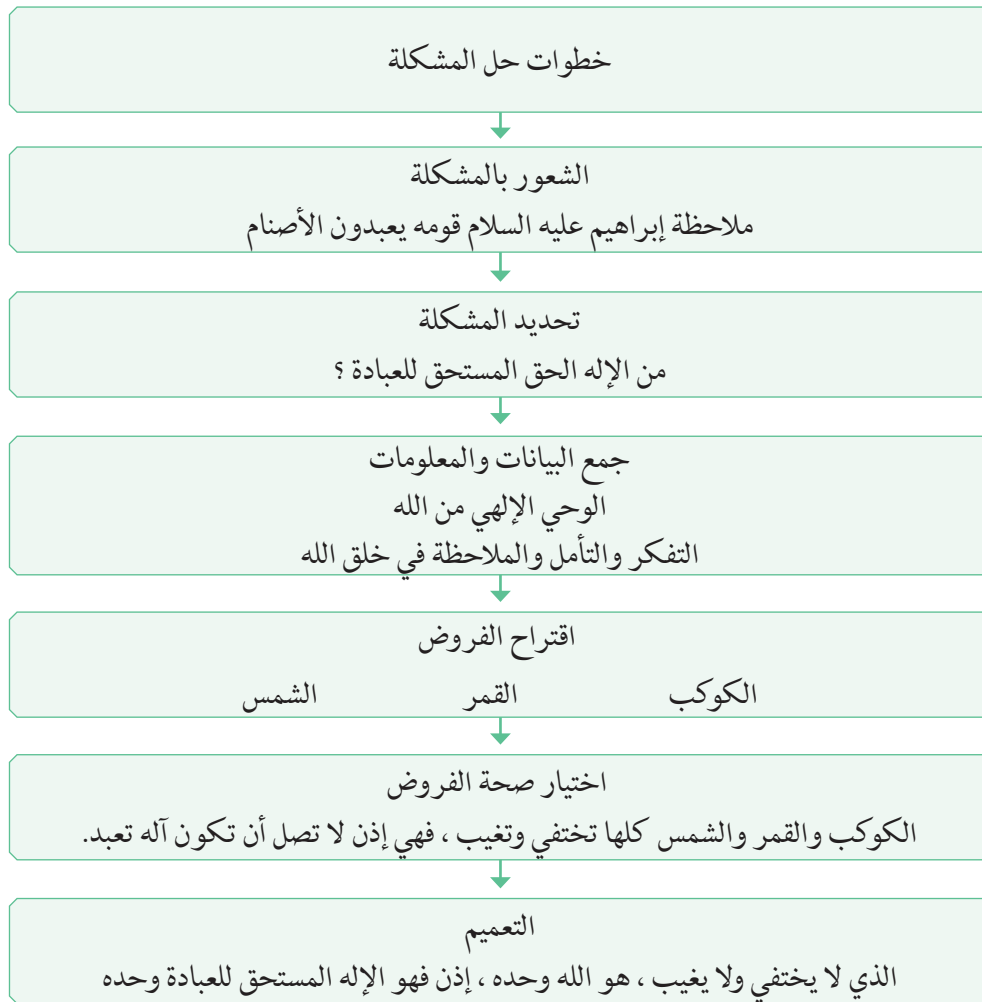 خطوات حل المشكلة
الشعور بالمشكلة
ملاحظة إبراهيم عليه السلام قومه يعبدون الأصنام
تحديد المشكلة
من الإله الحق المستحق للعبادة ؟
جمع البيانات والمعلومات
الوحي الإلهي من الله
التفكر والتأمل والملاحظة في خلق الله
اقتراح الفروض
الكوكب القمر الشمس
اختيار صحة الفروض
الكوكب والقمر والشمس كلها تختفي وتغيب ، فهي إذن لا تصل أن تكون آله تعبد.
التعميم
الذي لا يختفي ولا يغيب ، هو الله وحده ، إذن فهو الإله المستحق للعبادة وحده